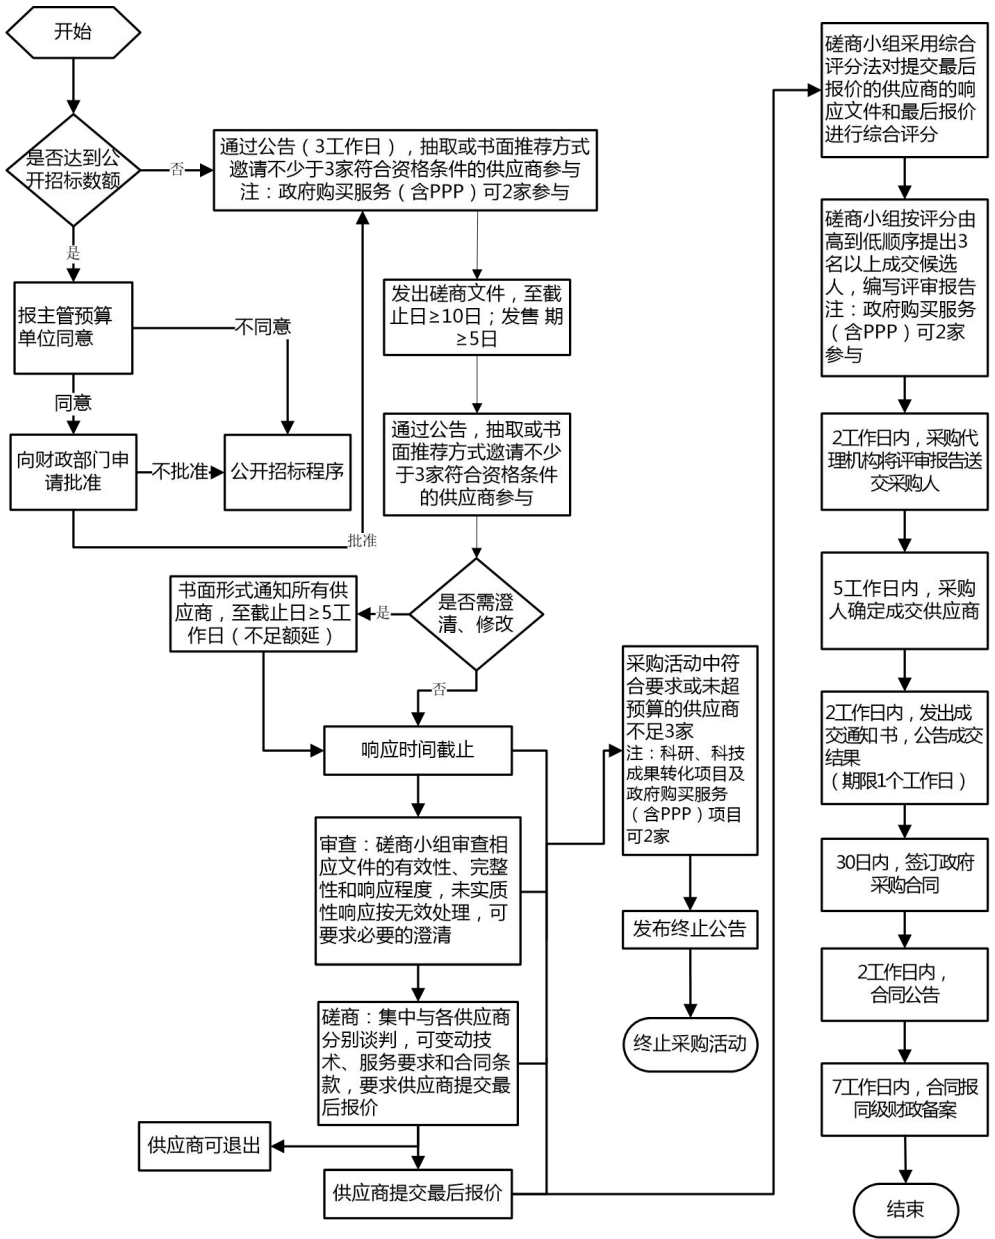 开始
是否达到公
开招标数额
否
通过公告（3工作日），抽取或书面推荐方式
邀请不少于3家符合资格条件的供应商参与
注：政府购买服务（含PPP）可2家参与
是
报主管预算
单位同意
不同意
同意
向财政部门申
请批准
不批准
公开招标程序
批准
发出磋商文件，至截
止日≥10日；发售 期
≥5日
通过公告，抽取或书
面推荐方式邀请不少
于3家符合资格条件
的供应商参与
是否需澄
清、修改
是
书面形式通知所有供
应商，至截止日≥5工
作日（不足额延）
否
响应时间截止
审查：磋商小组审查相
应文件的有效性、完整
性和响应程度，未实质
性响应按无效处理，可
要求必要的澄清
磋商：集中与各供应商
分别谈判，可变动技
术、服务要求和合同条
款，要求供应商提交最
后报价
供应商可退出
供应商提交最后报价
采购活动中符
合要求或未超
预算的供应商
不足3家
注：科研、科技
成果转化项目及
政府购买服务
（含PPP）项目
可2家
发布终止公告
终止采购活动
磋商小组采用综合
评分法对提交最后
报价的供应商的响
应文件和最后报价
进行综合评分
磋商小组按评分由
高到低顺序提出3
名以上成交候选
人，编写评审报告
注：政府购买服务
（含PPP）可2家
参与
2工作日内，采购代
理机构将评审报告送
交采购人
5工作日内，采购
人确定成交供应商
2工作日内，发出成
交通知书，公告成交
结果
（期限1个工作日）
30日内，签订政府
采购合同
2工作日内，
合同公告
7工作日内，合同报
同级财政备案
结束